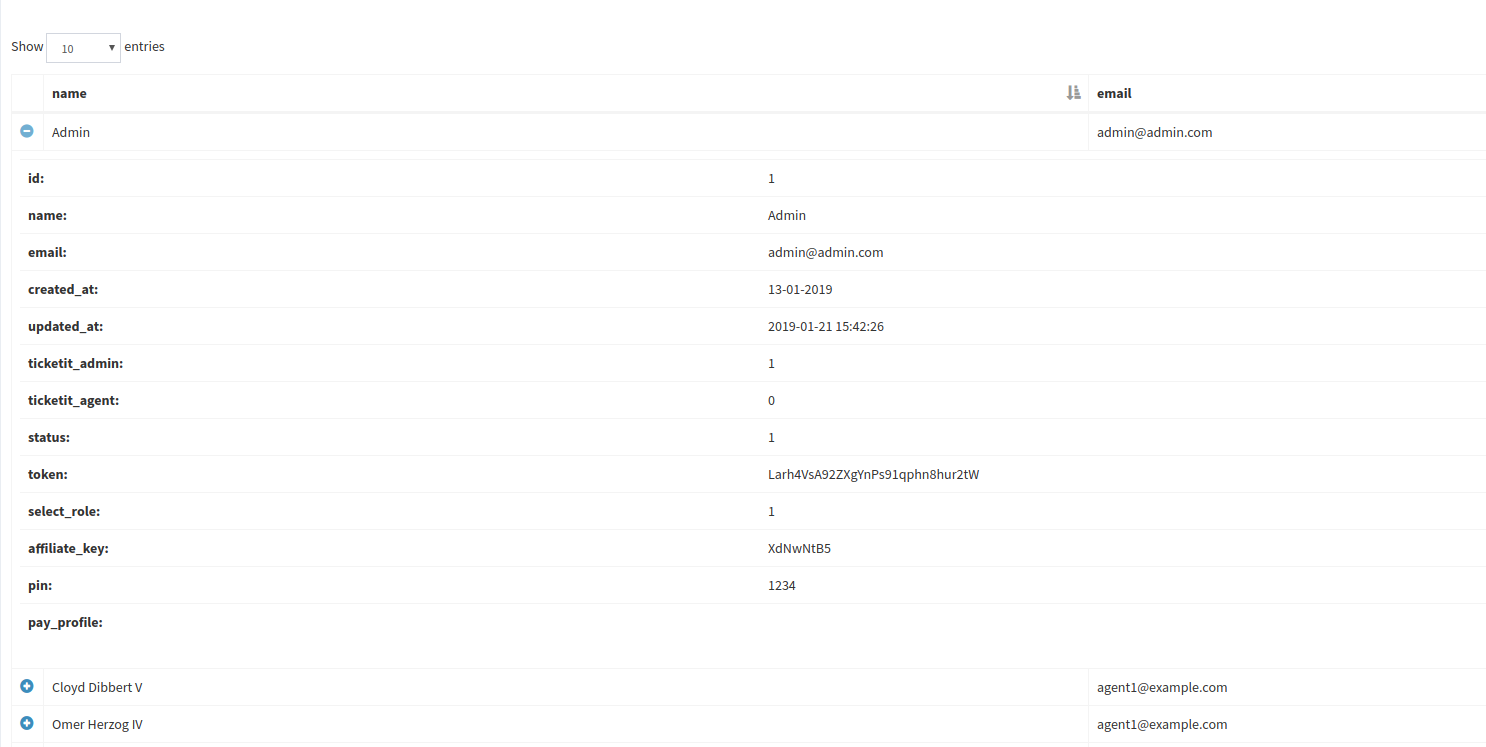 Show 10 entries
name email
Admin admin@admin.com
id: 1
name: Admin
email: admin@admin.com
created_at: 13-01-2019
updated_at: 2019-01-21 15:42:26
ticketit_admin: 1
ticketit_agent: 0
status: 1
token: Larh4VsA92ZXgYnPs91qphn8hur2tW
select_role: 1
affiliate_key: XdNwNtB5
pin: 1234
pay_profile:
Cloyd Dibbert V agent1@example.com
Omer Herzog IV agent1@example.com